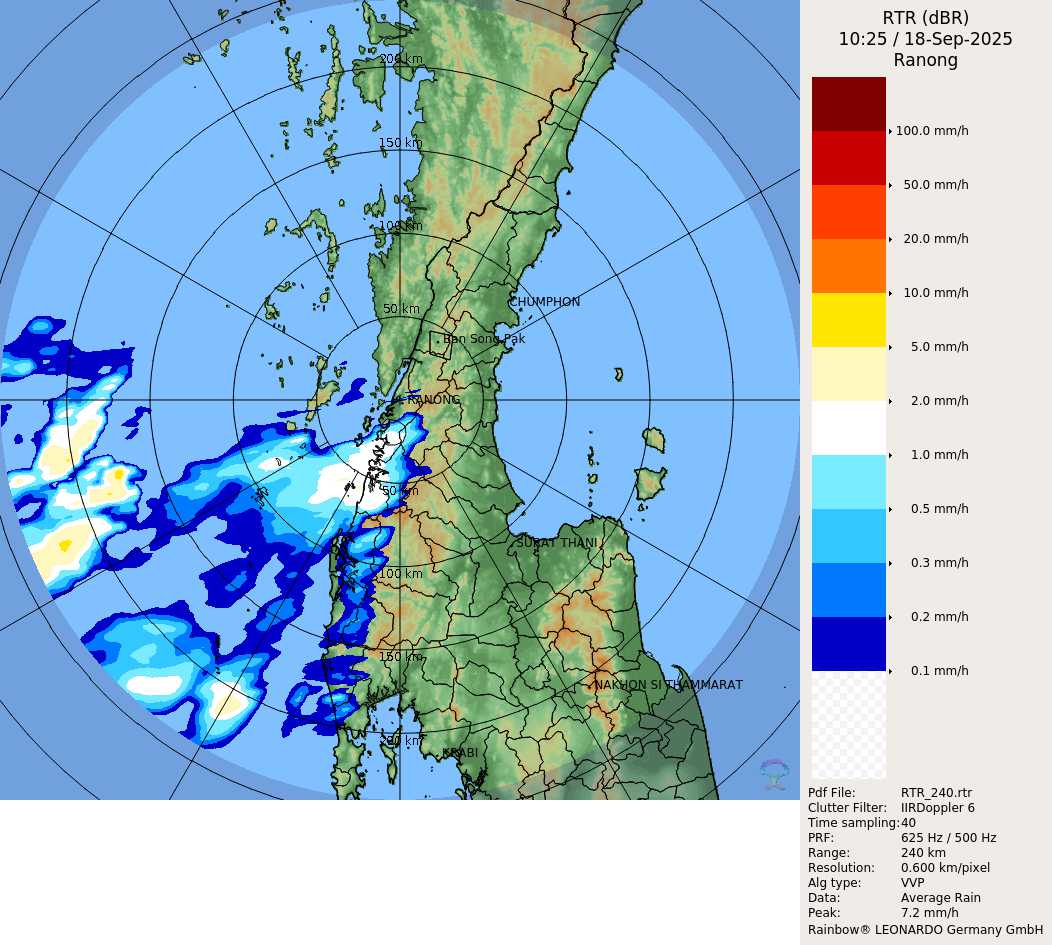 RTR (dBR)
10:25 / 18-Sep-2025
Ranong
200 km
150 km
100 km
50 km
CHUMPHON
Ban Song Pak
RANONG
50 km
SURAT THANI
100 km
150 km
NAKHON SI THAMMARAT
200 km
KRABI
100.0 mm/h
50.0 mm/h
20.0 mm/h
10.0 mm/h
5.0 mm/h
2.0 mm/h
1.0 mm/h
0.5 mm/h
0.3 mm/h
0.2 mm/h
0.1 mm/h
Pdf File: RTR_240.rtr
Clutter Filter: IIRDoppler 6
Time sampling:40
PRF: 625 Hz / 500 Hz
Range: 240 km
Resolution: 0.600 km/pixel
Alg type: VVP
Data: Average Rain
Peak: 7.2 mm/h
Rainbow® LEONARDO Germany GmbH